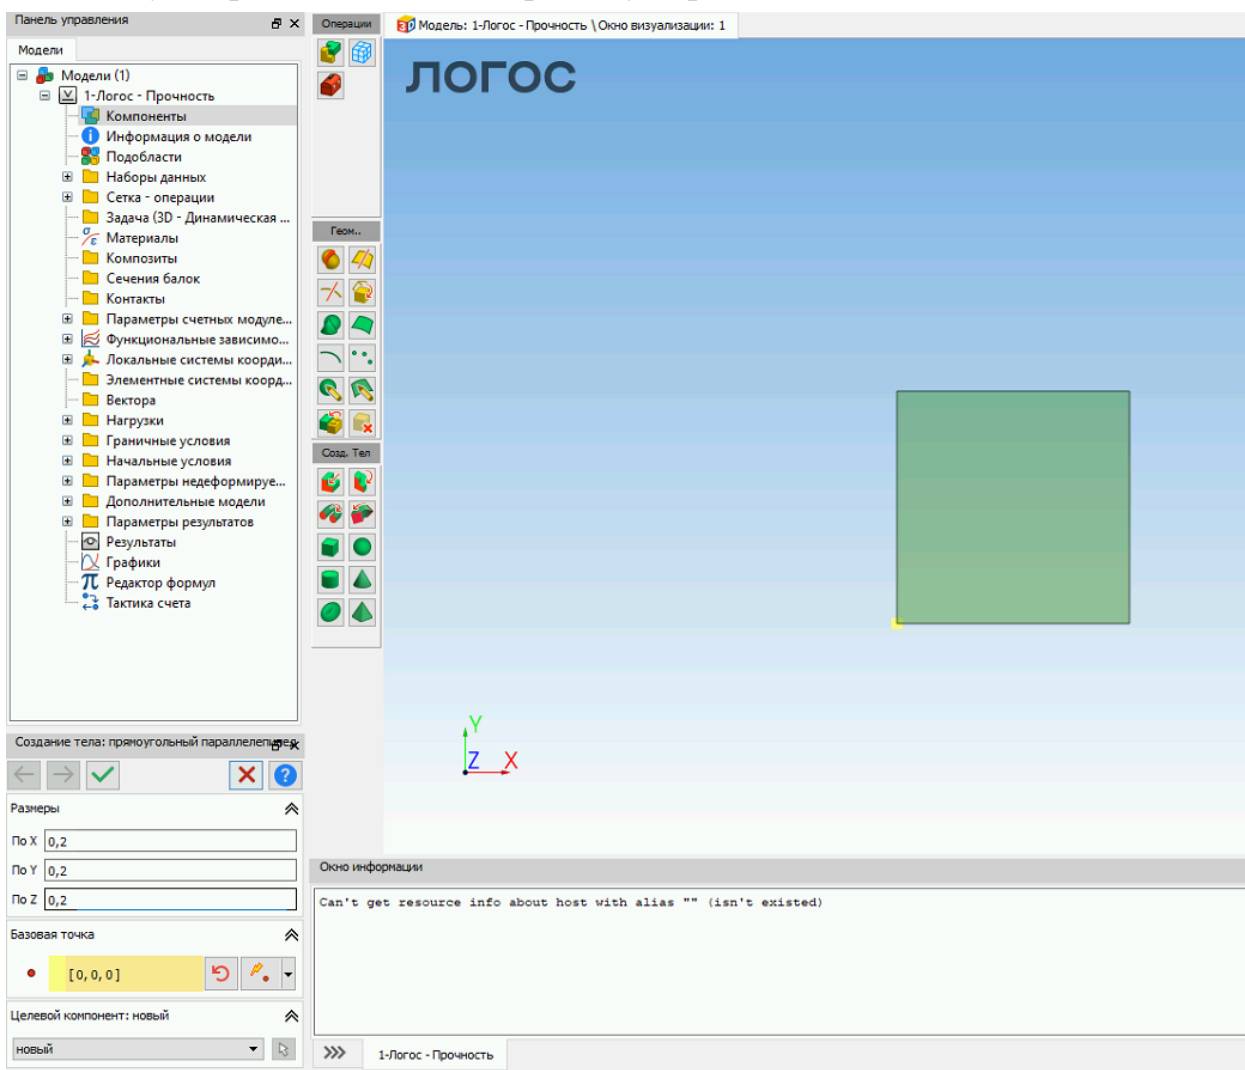 Панель управления
Модели
Модели (1)
1-Логос - Прочность
Компоненты
Информация о модели
Подобласти
Наборы данных
Сетка - операции
Задача (3D - Динамическая ...
Материалы
Композиты
Сечения балок
Контакты
Параметры счетных модуле...
Функциональные зависимо...
Локальные системы коорди...
Элементные системы коорд...
Вектора
Нагрузки
Граничные условия
Начальные условия
Параметры недеформируе...
Дополнительные модели
Параметры результатов
Результаты
Графики
Редактор формул
Тактика счета
Создание тела: прямоугольный параллелепипед
Размеры
По X 0,2
По Y 0,2
По Z 0,2
Базовая точка
[0,0,0]
Целевой компонент: новый
новый
Операции
Геом..
Созд. Тел
Модель: 1-Логос - Прочность \ Окно визуализации: 1
ЛОГОС
Y
Z X
Окно информации
Can't get resource info about host with alias "" (isn't existed)
1-Логос - Прочность